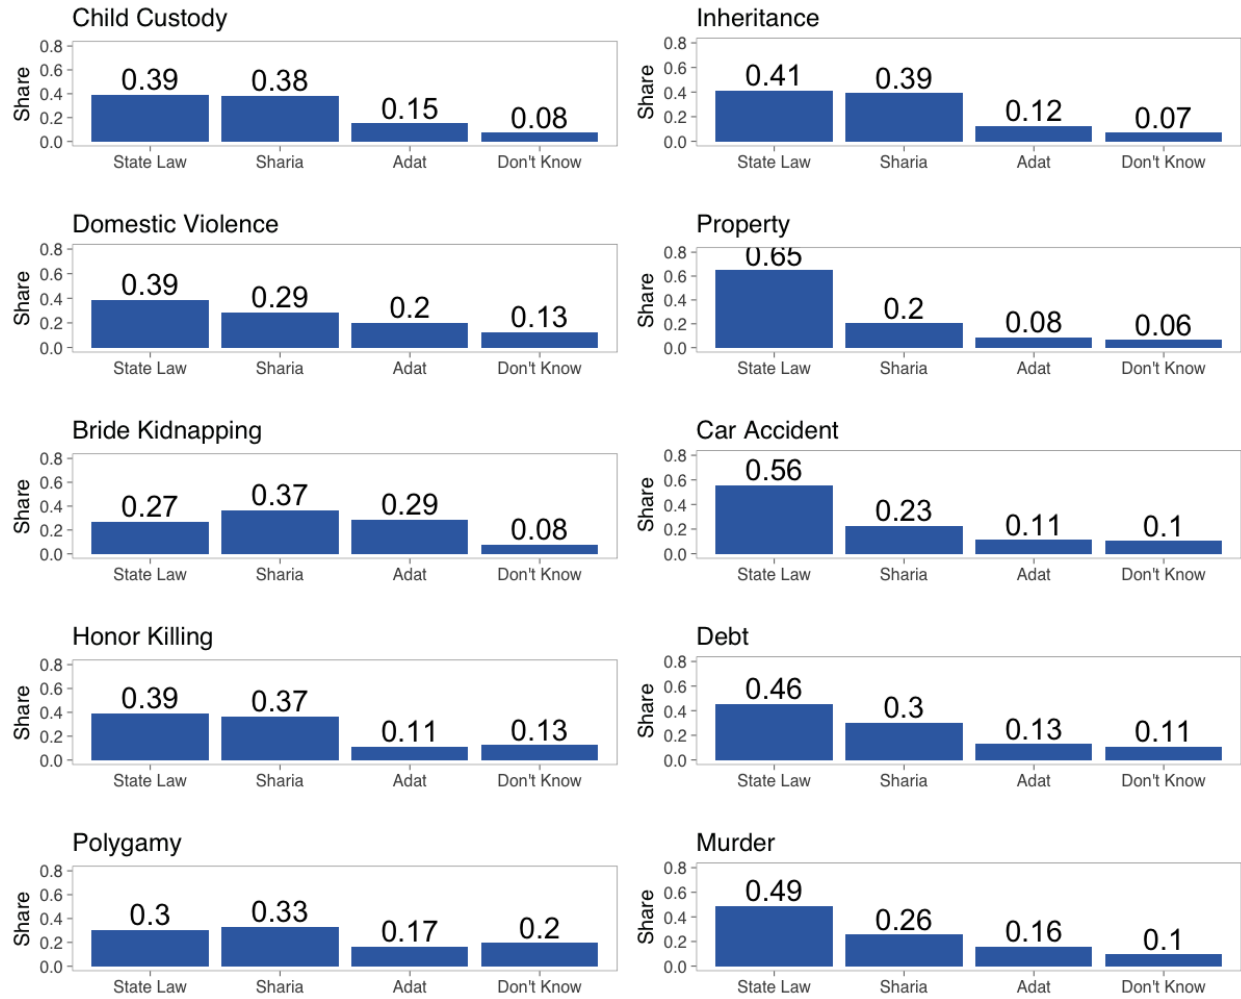 Child Custody
Share
0.8
0.6
0.4
0.2
0.0
0.39 0.38 0.15 0.08
State Law Sharia Adat Don't Know
Inheritance
Share
0.8
0.6
0.4
0.2
0.0
0.41 0.39 0.12 0.07
State Law Sharia Adat Don't Know
Domestic Violence
Share
0.8
0.6
0.4
0.2
0.0
0.39 0.29 0.2 0.13
State Law Sharia Adat Don't Know
Property
Share
0.8
0.6
0.4
0.2
0.0
0.65 0.2 0.08 0.06
State Law Sharia Adat Don't Know
Bride Kidnapping
Share
0.8
0.6
0.4
0.2
0.0
0.27 0.37 0.29 0.08
State Law Sharia Adat Don't Know
Car Accident
Share
0.8
0.6
0.4
0.2
0.0
0.56 0.23 0.11 0.1
State Law Sharia Adat Don't Know
Honor Killing
Share
0.8
0.6
0.4
0.2
0.0
0.39 0.37 0.11 0.13
State Law Sharia Adat Don't Know
Debt
Share
0.8
0.6
0.4
0.2
0.0
0.46 0.3 0.13 0.11
State Law Sharia Adat Don't Know
Polygamy
Share
0.8
0.6
0.4
0.2
0.0
0.3 0.33 0.17 0.2
State Law Sharia Adat Don't Know
Murder
Share
0.8
0.6
0.4
0.2
0.0
0.49 0.26 0.16 0.1
State Law Sharia Adat Don't Know